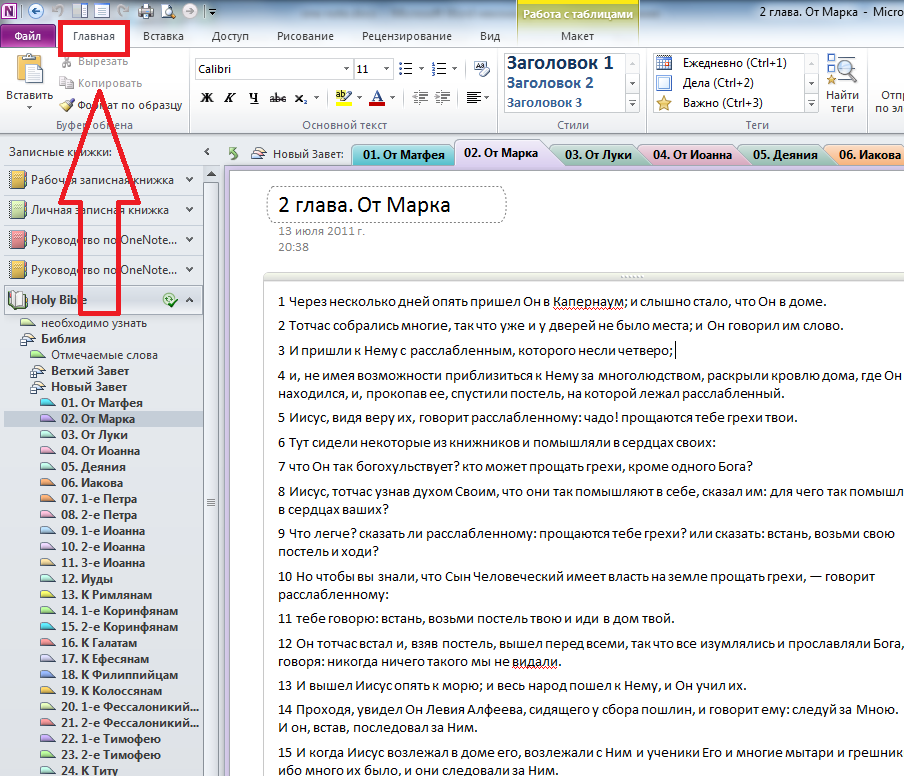 2 глава. От Марка - Micro
Работа с таблицами
Файл Главная Вставка Доступ Рисование Рецензирование Вид Макет
Вставить
Вырезать
Копировать
Формат по образцу
Буфер обмена
Calibri 11
Ж К Ч abc x₂ ab A
Основной текст
Заголовок 1
Заголовок 2
Заголовок 3
Стили
Ежедневно (Ctrl+1)
Дела (Ctrl+2)
Важно (Ctrl+3)
Теги
Найти
теги
Отп
по эл
Записные книжки:
Новый Завет: 01. От Матфея 02. От Марка 03. От Луки 04. От Иоанна 05. Деяния 06. Иакова
Рабочая записная книжка
Личная записная книжка
Руководство по OneNote...
Руководство по OneNote...
Holy Bible
необходимо узнать
Библия
Отмечаемые слова
Ветхий Завет
Новый Завет
01. От Матфея
02. От Марка
03. От Луки
04. От Иоанна
05. Деяния
06. Иакова
07. 1-е Петра
08. 2-е Петра
09. 1-е Иоанна
10. 2-е Иоанна
11. 3-е Иоанна
12. Иуды
13. К Римлянам
14. 1-е Коринфянам
15. 2-е Коринфянам
16. К Галатам
17. К Ефесянам
18. К Филиппийцам
19. К Колоссянам
20. 1-е Фессалоникий...
21. 2-е Фессалоникий...
22. 1-е Тимофею
23. 2-е Тимофею
24. К Титу
2 глава. От Марка
13 июля 2011 г.
20:38
1 Через несколько дней опять пришел Он в Капернаум; и слышно стало, что Он в доме.
2 Тотчас собрались многие, так что уже и у дверей не было места; и Он говорил им слово.
3 И пришли к Нему с расслабленным, которого несли четверо;
4 и, не имея возможности приблизиться к Нему за многолюдством, раскрыли кровлю дома, где Он
находился, и, прокопав ее, спустили постель, на которой лежал расслабленный.
5 Иисус, видя веру их, говорит расслабленному: чадо! прощаются тебе грехи твои.
6 Тут сидели некоторые из книжников и помышляли в сердцах своих:
7 что Он так богохульствует? кто может прощать грехи, кроме одного Бога?
8 Иисус, тотчас узнав духом Своим, что они так помышляют в себе, сказал им: для чего так помышл
в сердцах ваших?
9 Что легче? сказать ли расслабленному: прощаются тебе грехи? или сказать: встань, возьми свою
постель и ходи?
10 Но чтобы вы знали, что Сын Человеческий имеет власть на земле прощать грехи, — говорит
расслабленному:
11 тебе говорю: встань, возьми постель твою и иди в дом твой.
12 Он тотчас встал и, взяв постель, вышел перед всеми, так что все изумлялись и прославляли Бога,
говоря: никогда ничего такого мы не видали.
13 И вышел Иисус опять к морю; и весь народ пошел к Нему, и Он учил их.
14 Проходя, увидел Он Левия Алфеева, сидящего у сбора пошлин, и говорит ему: следуй за Мною.
И он, встав, последовал за Ним.
15 И когда Иисус возлежал в доме его, возлежали с Ним и ученики Его и многие мытари и грешник
ибо много их было, и они следовали за Ним.